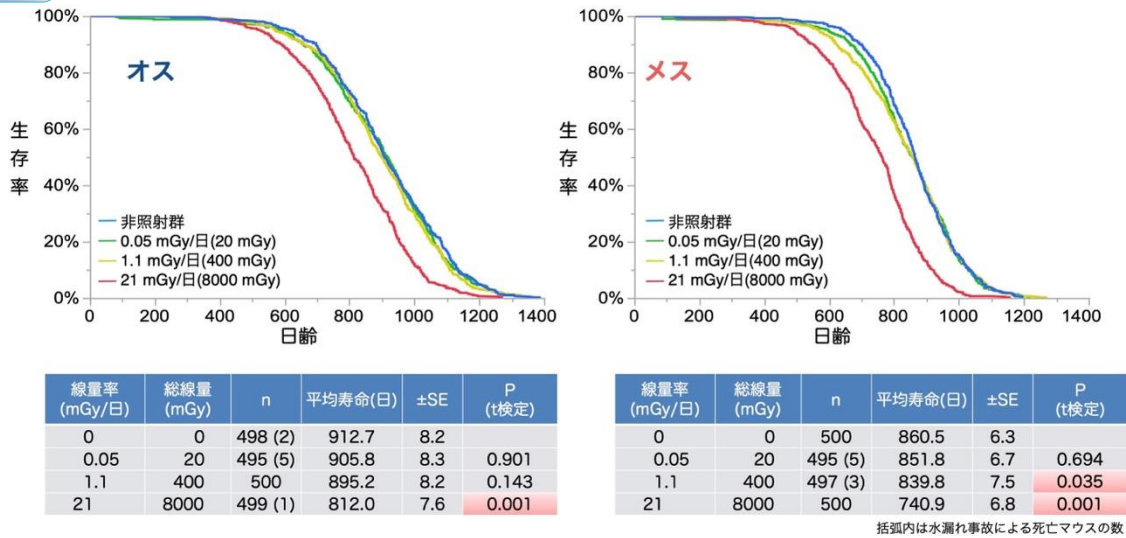 オス
生存率
100%
80%
60%
40%
20%
0%
非照射群
0.05 mGy/日(20 mGy)
1.1 mGy/日(400 mGy)
21 mGy/日(8000 mGy)
0 200 400 600 800 1000 1200 1400
日齢
メス
生存率
100%
80%
60%
40%
20%
0%
非照射群
0.05 mGy/日(20 mGy)
1.1 mGy/日(400 mGy)
21 mGy/日(8000 mGy)
0 200 400 600 800 1000 1200 1400
日齢
線量率(mGy/日) 総線量(mGy) n 平均寿命(日) ±SE P(t検定)
0 0 498 (2) 912.7 8.2
0.05 20 495 (5) 905.8 8.3 0.901
1.1 400 500 895.2 8.2 0.143
21 8000 499 (1) 812.0 7.6 0.001
線量率(mGy/日) 総線量(mGy) n 平均寿命(日) ±SE P(t検定)
0 0 500 860.5 6.3
0.05 20 495 (5) 851.8 6.7 0.694
1.1 400 497 (3) 839.8 7.5 0.035
21 8000 500 740.9 6.8 0.001
括弧内は水漏れ事故による死亡マウスの数